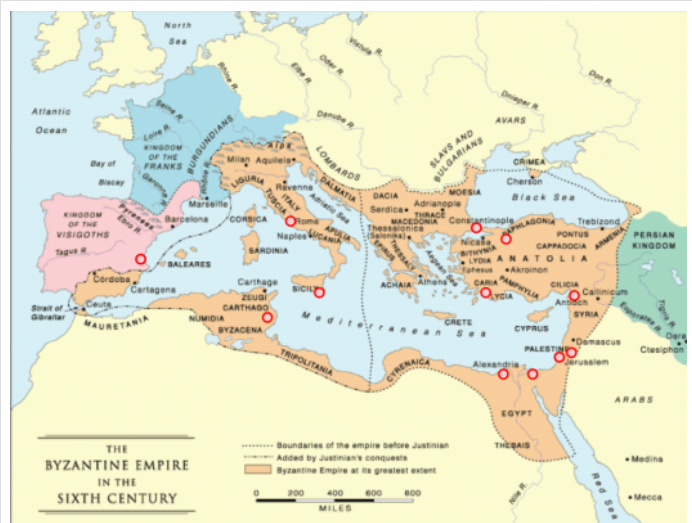 North
Sea
Atlantic
Ocean
Bay of
Biscay
Rhine R.
Elbe R.
Oder R.
Vistula R.
Dnieper R.
Don R.
Danube R.
Seine R.
Loire R.
KINGDOM
OF THE
FRANKS
BURGUNDIANS
Garonne R.
Rhône R.
Alps
LOMBARDS
SLAVS AND
BULGARIANS
AVARS
CRIMEA
Cherson
Black Sea
KINGDOM
OF THE
VISIGOTHS
Pyrenees
Ebro R.
Tagus R.
Barcelona
Marseille
Milan
Aquileia
LIGURIA
TUSCIA
Ravenna
ITALY
Rome
Naples
APULIA
LUCANIA
Adriatic Sea
DALMATIA
CORSICA
SARDINIA
BALEARES
SICILY
Córdoba
Cartagena
Strait of
Gibraltar
Ceuta
MAURETANIA
NUMIDIA
Carthage
ZEUGI
CARTHAGO
BYZACENA
TRIPOLITANIA
CYRENAICA
Mediterranean Sea
DACIA
MOESIA
Serdica
Adrianople
THRACE
MACEDONIA
Constantinople
Thessalonica
(Salonika)
EPIRUS
THESSALY
Aegean Sea
ACHAIA
Athens
CRETE
Nicaea
BITHYNIA
PAPHLAGONIA
PONTUS
Trebizond
ARMENIA
CAPPADOCIA
LYDIA
ANATOLIA
Ephesus
Akroinon
CARIA
LYCIA
PAMPHYLIA
CILICIA
Antioch
Callinicum
SYRIA
CYPRUS
Damascus
PALESTINE
Jerusalem
Alexandria
EGYPT
THEBAIS
Nile R.
Red Sea
PERSIAN
KINGDOM
Tigris R.
Euphrates R.
Dara
Ctesiphon
ARABS
Medina
Mecca
THE
BYZANTINE EMPIRE
IN THE
SIXTH CENTURY
Boundaries of the empire before Justinian
Added by Justinian's conquests
Byzantine Empire at its greatest extent
0 200 400 600 800
MILES